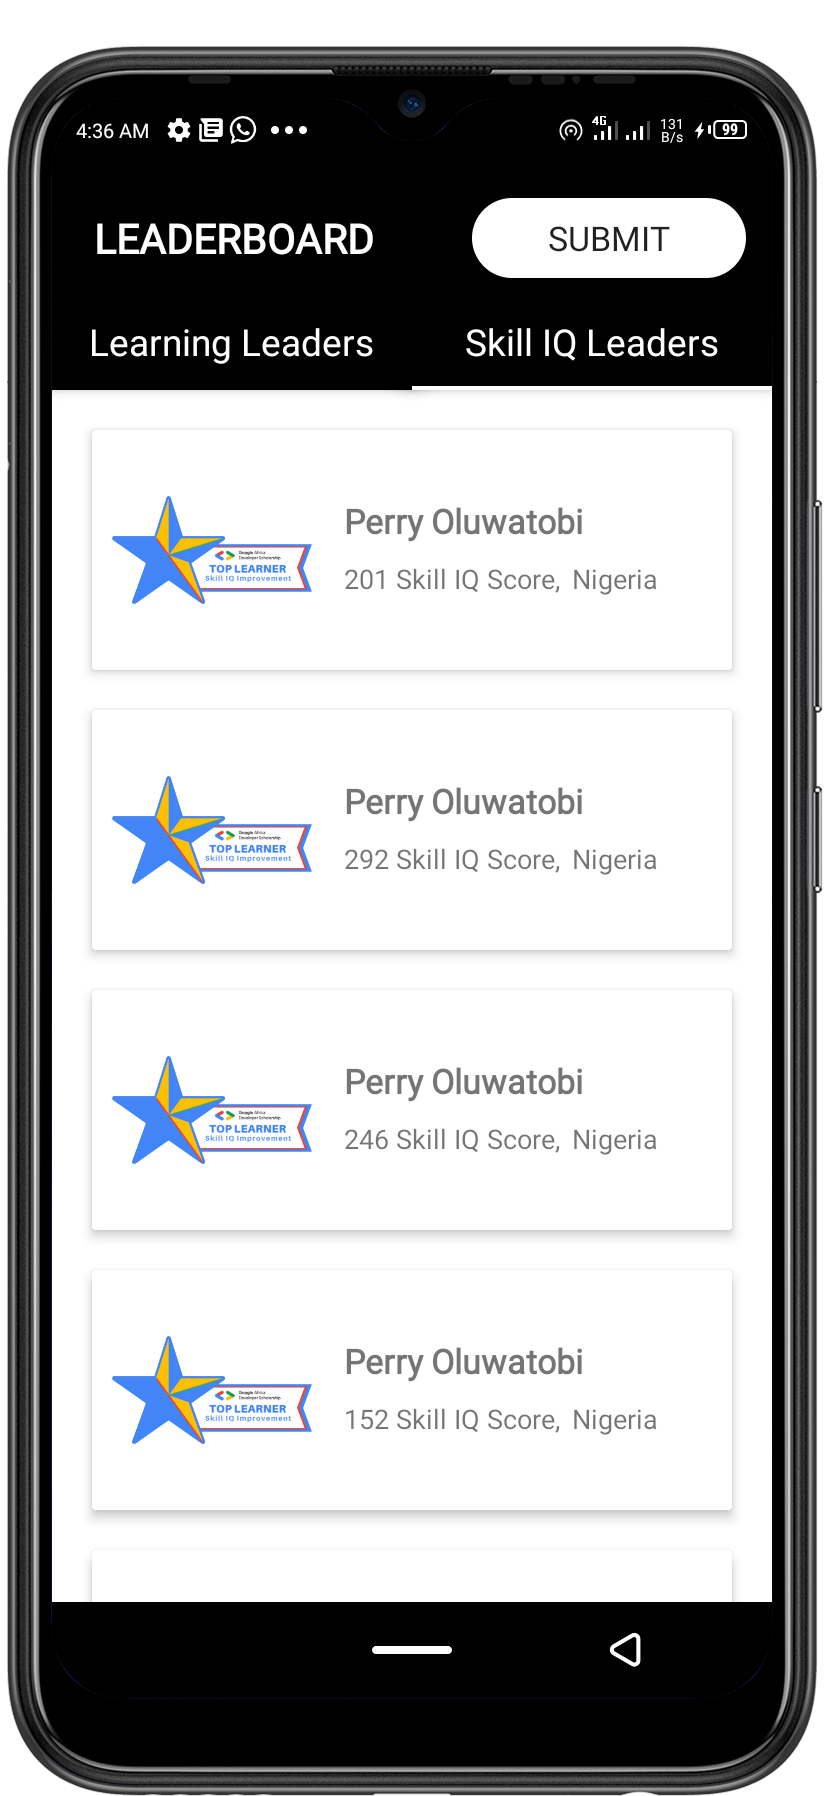 4:36 AM 4G 131 B/s 99
LEADERBOARD
SUBMIT
Learning Leaders
Skill IQ Leaders
Perry Oluwatobi
201 Skill IQ Score, Nigeria
Google Africa
Developer Scholarship
TOP LEARNER
Skill IQ Improvement
Perry Oluwatobi
292 Skill IQ Score, Nigeria
Google Africa
Developer Scholarship
TOP LEARNER
Skill IQ Improvement
Perry Oluwatobi
246 Skill IQ Score, Nigeria
Google Africa
Developer Scholarship
TOP LEARNER
Skill IQ Improvement
Perry Oluwatobi
152 Skill IQ Score, Nigeria
Google Africa
Developer Scholarship
TOP LEARNER
Skill IQ Improvement